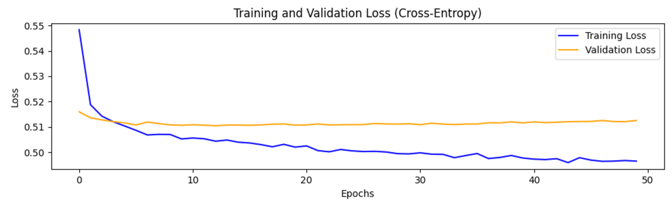 Training and Validation Loss (Cross-Entropy)
0.55
Training Loss
Validation Loss
0.54
0.53
Loss
0.52
0.51
0.50
0 10 20 30 40 50
Epochs